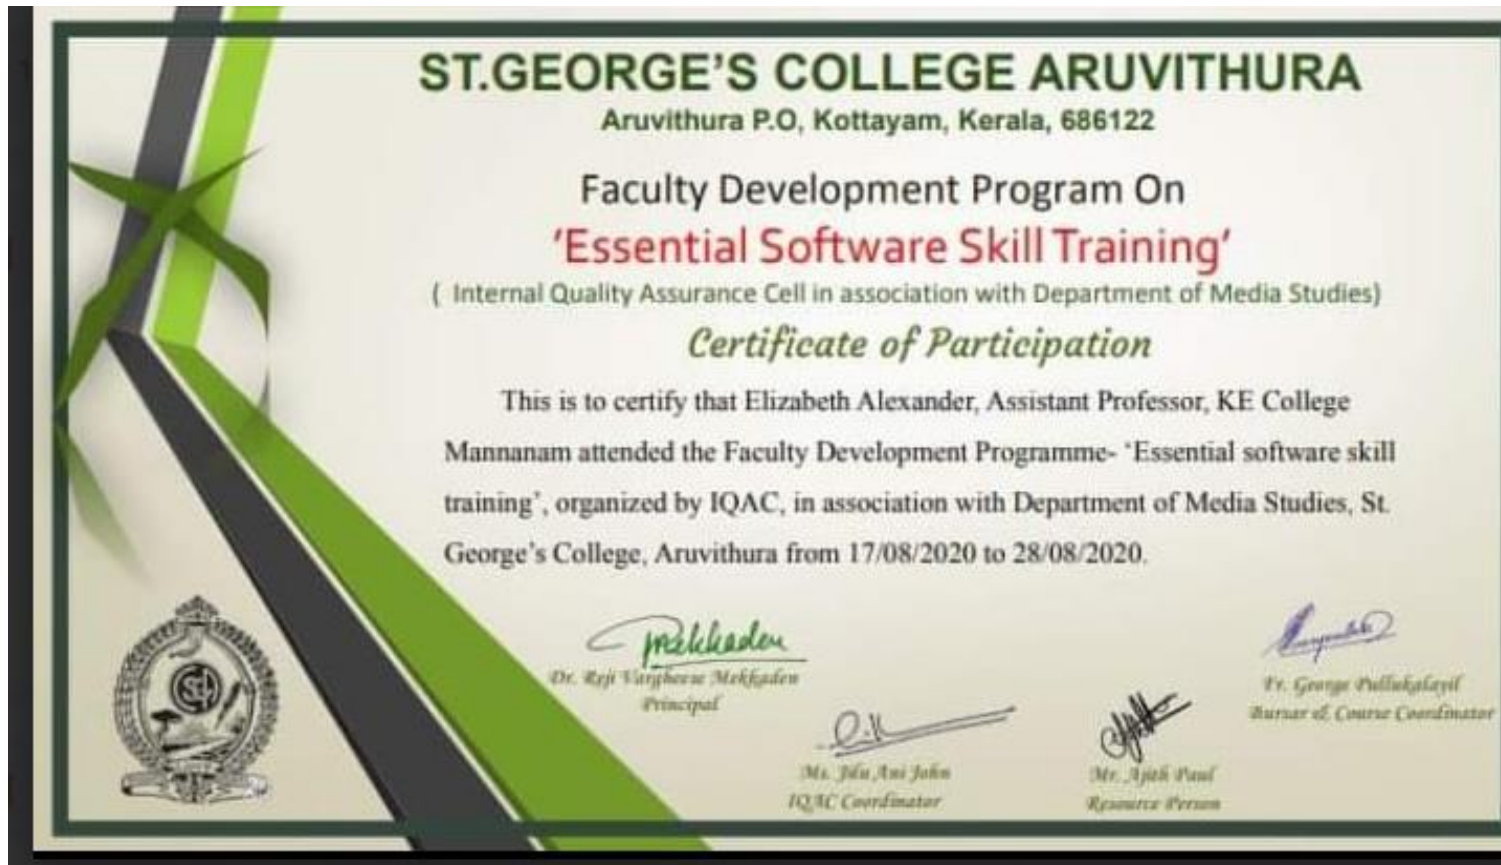 ST.GEORGE'S COLLEGE ARUVITHURA
Aruvithura P.O, Kottayam, Kerala, 686122
Faculty Development Program On
'Essential Software Skill Training'
( Internal Quality Assurance Cell in association with Department of Media Studies)
Certificate of Participation
This is to certify that Elizabeth Alexander, Assistant Professor, KE College
Mannanam attended the Faculty Development Programme- 'Essential software skill
training', organized by IQAC, in association with Department of Media Studies, St.
George's College, Aruvithura from 17/08/2020 to 28/08/2020.
Dr. Reji Varghese Mekkaden
Principal
Fr. George Pullukalayil
Bursar & Course Coordinator
Ms. Jilu Ani John
IQAC Coordinator
Mr. Ajith Paul
Resource Person